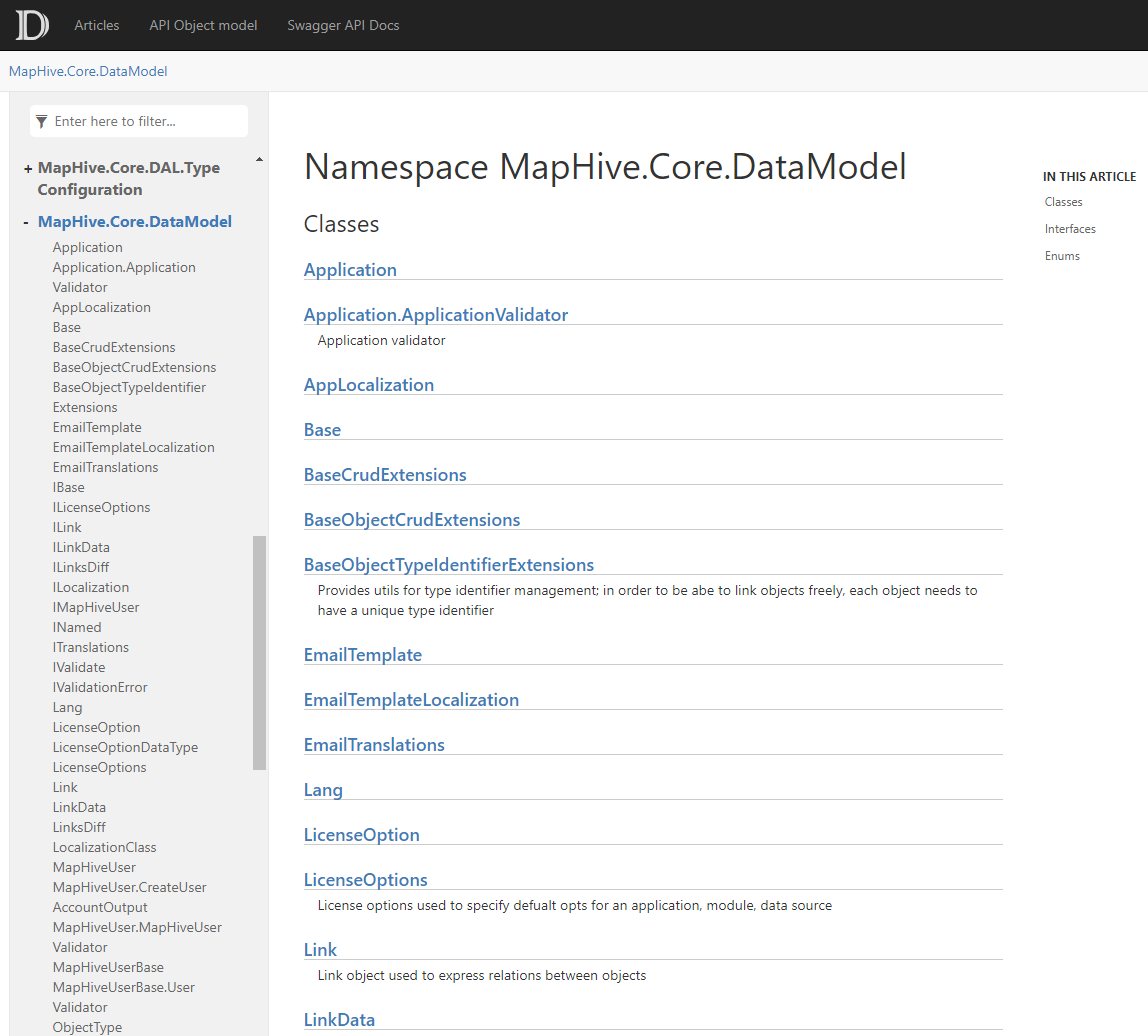 Articles
API Object model
Swagger API Docs
MapHive.Core.DataModel
Enter here to filter...
+ MapHive.Core.DAL.Type
Configuration
- MapHive.Core.DataModel
Application
Application.Application
Validator
AppLocalization
Base
BaseCrudExtensions
BaseObjectCrudExtensions
BaseObjectTypeIdentifier
Extensions
EmailTemplate
EmailTemplateLocalization
EmailTranslations
IBase
ILicenseOptions
ILink
ILinkData
ILinksDiff
ILocalization
IMapHiveUser
INamed
ITranslations
IValidate
IValidationError
Lang
LicenseOption
LicenseOptionDataType
LicenseOptions
Link
LinkData
LinksDiff
LocalizationClass
MapHiveUser
MapHiveUser.CreateUser
AccountOutput
MapHiveUser.MapHiveUser
Validator
MapHiveUserBase
MapHiveUserBase.User
Validator
ObjectType
Namespace MapHive.Core.DataModel
Classes
Application
Application.ApplicationValidator
Application validator
AppLocalization
Base
BaseCrudExtensions
BaseObjectCrudExtensions
BaseObjectTypeIdentifierExtensions
Provides utils for type identifier management; in order to be abe to link objects freely, each object needs to
have a unique type identifier
EmailTemplate
EmailTemplateLocalization
EmailTranslations
Lang
LicenseOption
LicenseOptions
License options used to specify defualt opts for an application, module, data source
Link
Link object used to express relations between objects
LinkData
IN THIS ARTICLE
Classes
Interfaces
Enums